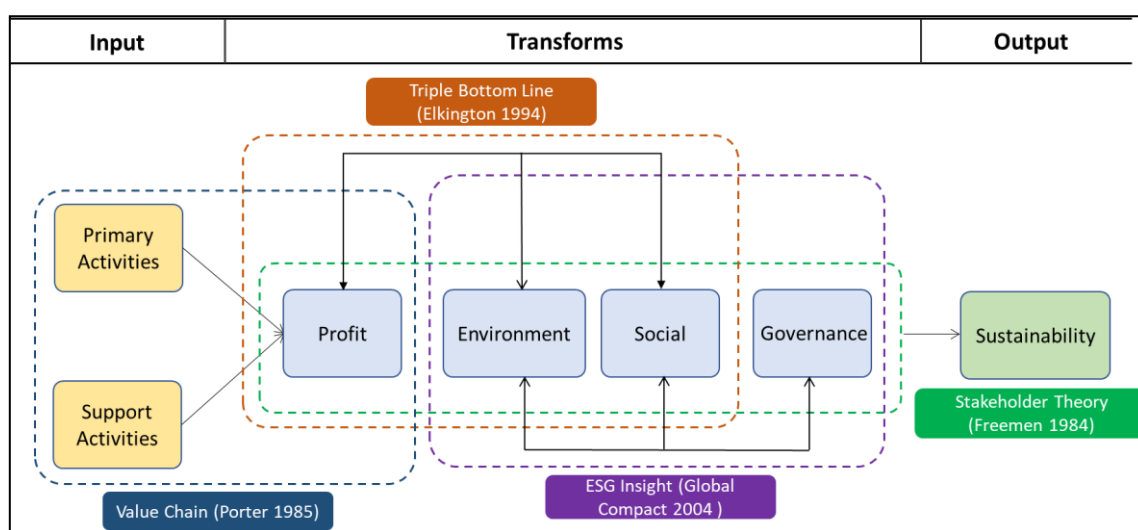 Input
Transforms
Output
Triple Bottom Line
(Elkington 1994)
Primary
Activities
Profit
Environment
Social
Governance
Sustainability
Support
Activities
Stakeholder Theory
(Freemen 1984)
Value Chain (Porter 1985)
ESG Insight (Global
Compact 2004 )